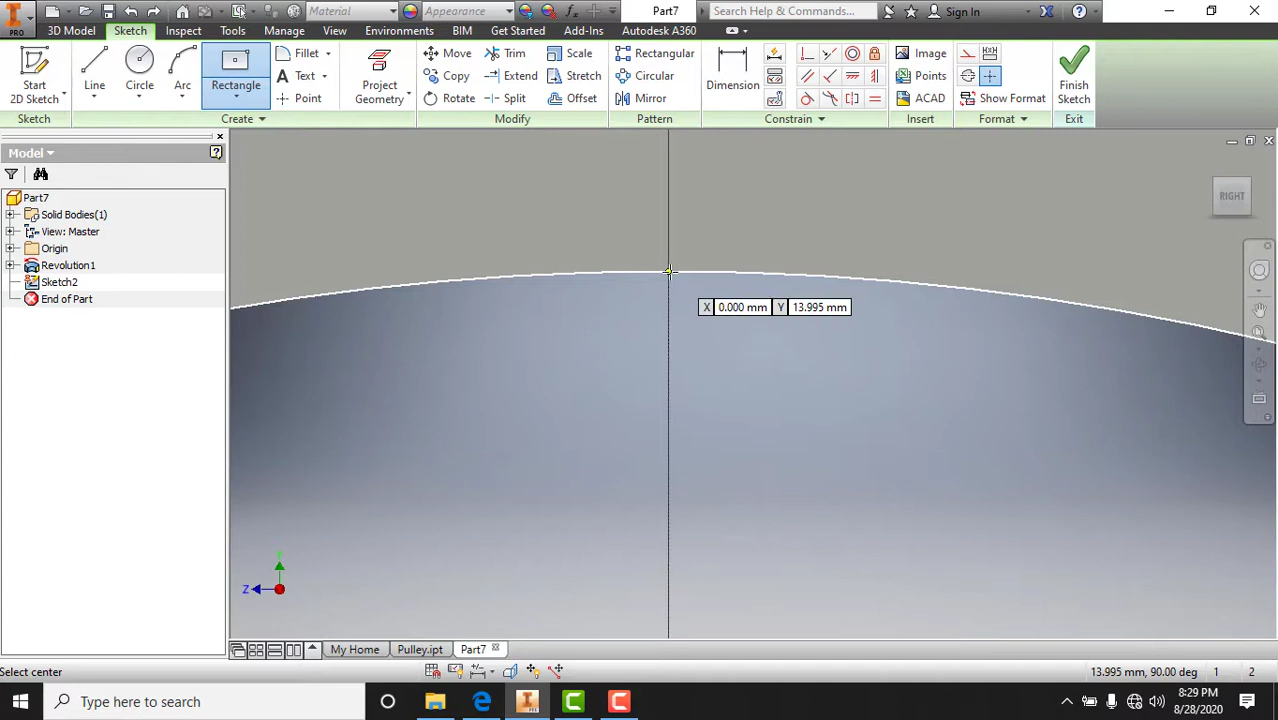 Material
Appearance
fx
Part7
Search Help & Commands...
Sign In
PRO
3D Model
Sketch
Inspect
Tools
Manage
View
Environments
BIM
Get Started
Add-Ins
Autodesk A360
Start
2D Sketch
Line
Circle
Arc
Rectangle
Fillet
Text
Point
Project
Geometry
Move
Copy
Rotate
Trim
Extend
Split
Scale
Stretch
Offset
Rectangular
Circular
Mirror
Dimension
Image
Points
ACAD
Show Format
Finish
Sketch
Sketch
Create
Modify
Pattern
Constrain
Insert
Format
Exit
Model
Part7
Solid Bodies(1)
View: Master
Origin
Revolution1
Sketch2
End of Part
RIGHT
X 0.000 mm Y 13.995 mm
Y
Z
My Home
Pulley.ipt
Part7
Select center
13.995 mm, 90.00 deg 1 2
Type here to search
8:29 PM
8/28/2020